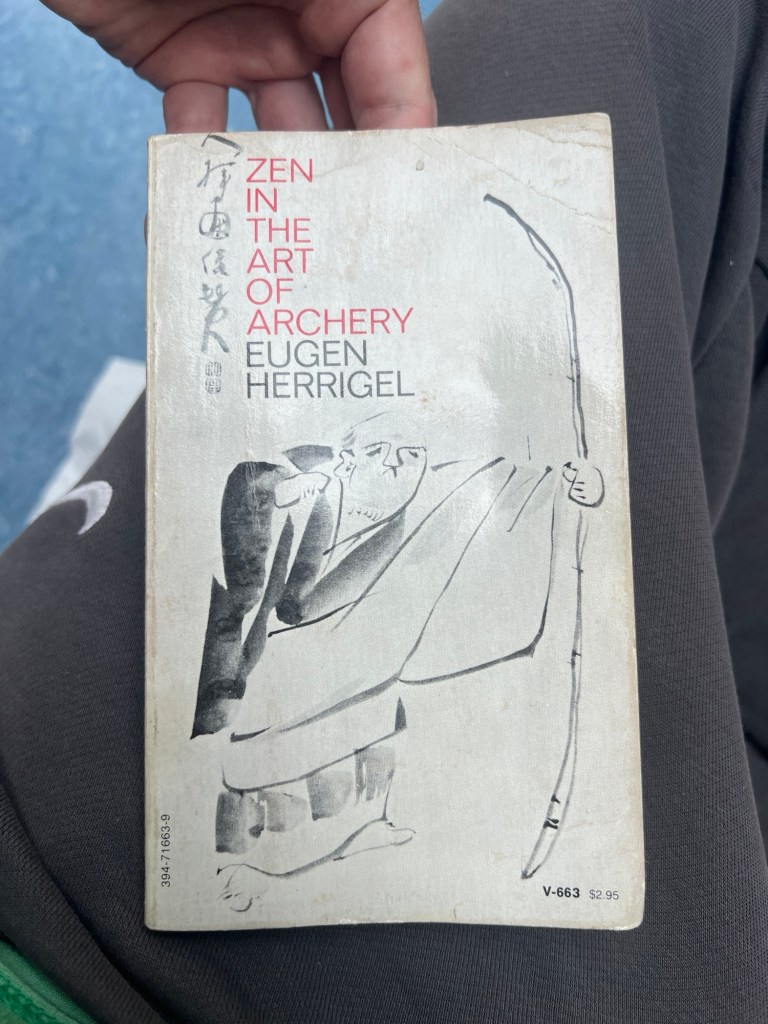 ZEN
IN
THE
ART
OF
ARCHERY
EUGEN
HERRIGEL
394-71663-9
V-663 $2.95